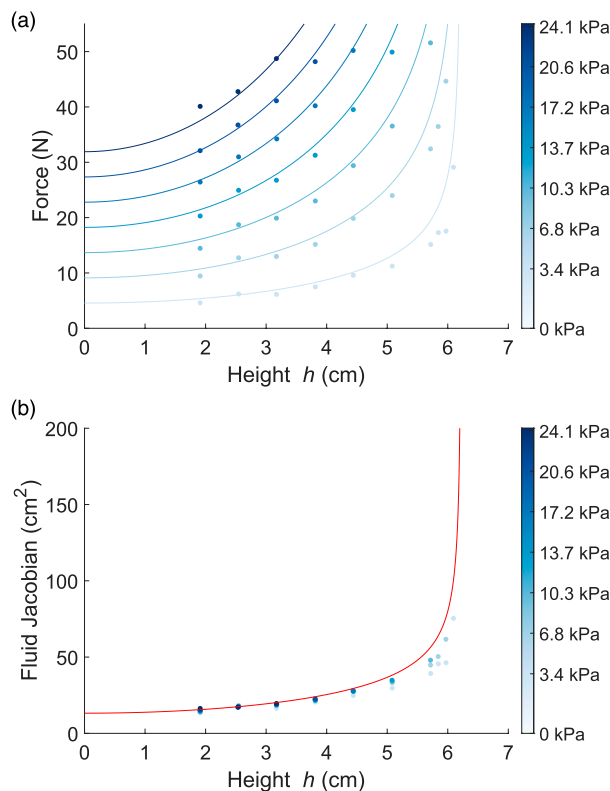 (a)
50
40
30
20
10
0
Force (N)
0 1 2 3 4 5 6 7
Height h (cm)
24.1 kPa
20.6 kPa
17.2 kPa
13.7 kPa
10.3 kPa
6.8 kPa
3.4 kPa
0 kPa
(b)
200
150
100
50
0
Fluid Jacobian (cm²)
0 1 2 3 4 5 6 7
Height h (cm)
24.1 kPa
20.6 kPa
17.2 kPa
13.7 kPa
10.3 kPa
6.8 kPa
3.4 kPa
0 kPa